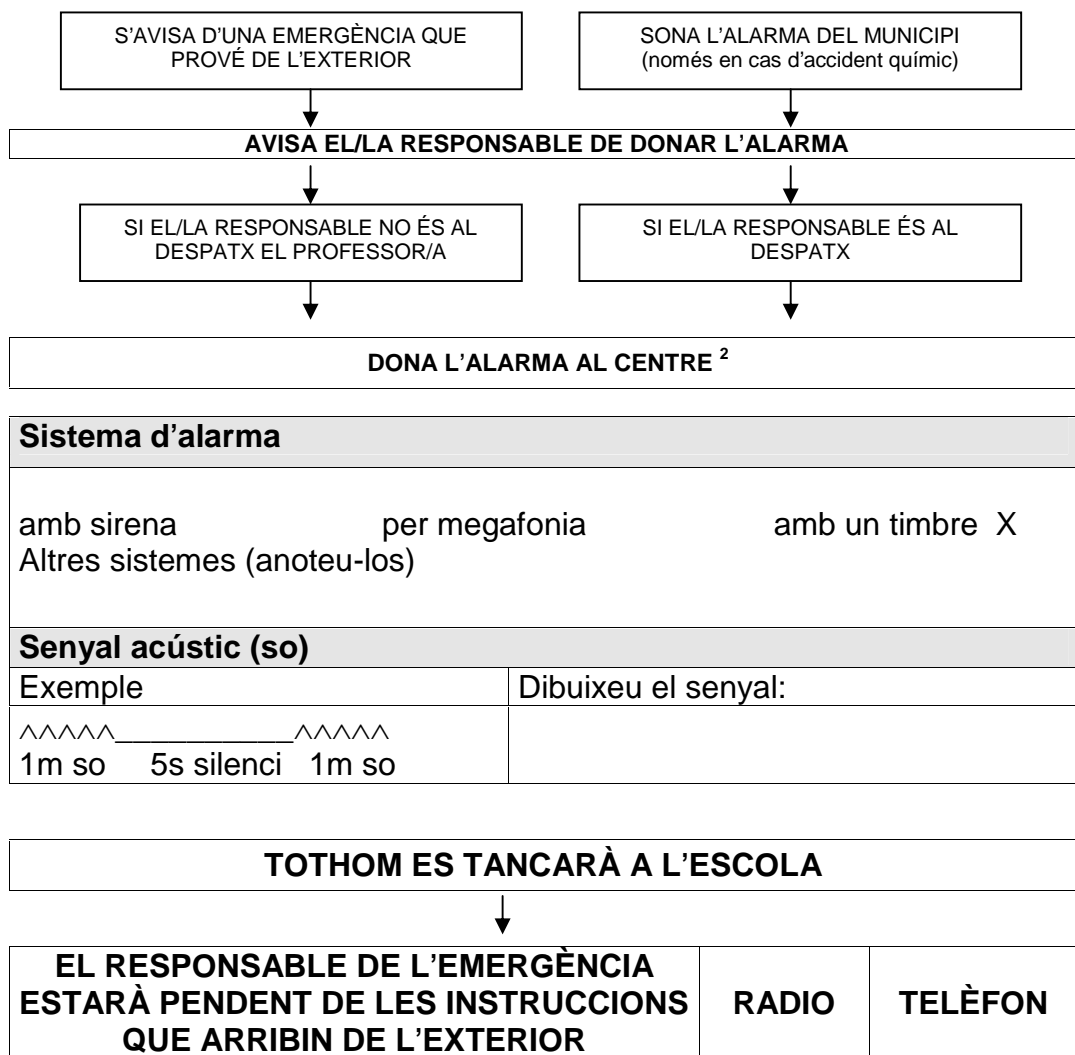 S'AVISA D'UNA EMERGÈNCIA QUE
PROVÉ DE L'EXTERIOR
SONA L'ALARMA DEL MUNICIPI
(només en cas d'accident químic)
AVISA EL/LA RESPONSABLE DE DONAR L'ALARMA
SI EL/LA RESPONSABLE NO ÉS AL
DESPATX EL PROFESSOR/A
SI EL/LA RESPONSABLE ÉS AL
DESPATX
DONA L'ALARMA AL CENTRE ²
Sistema d'alarma
amb sirena per megafonia amb un timbre X
Altres sistemes (anoteu-los)
Senyal acústic (so)
Exemple Dibuixeu el senyal:
^^^^^___________^^^^^
1m so 5s silenci 1m so
TOTHOM ES TANCARÀ A L'ESCOLA
EL RESPONSABLE DE L'EMERGÈNCIA
ESTARÀ PENDENT DE LES INSTRUCCIONS
QUE ARRIBIN DE L'EXTERIOR
RADIO
TELÈFON